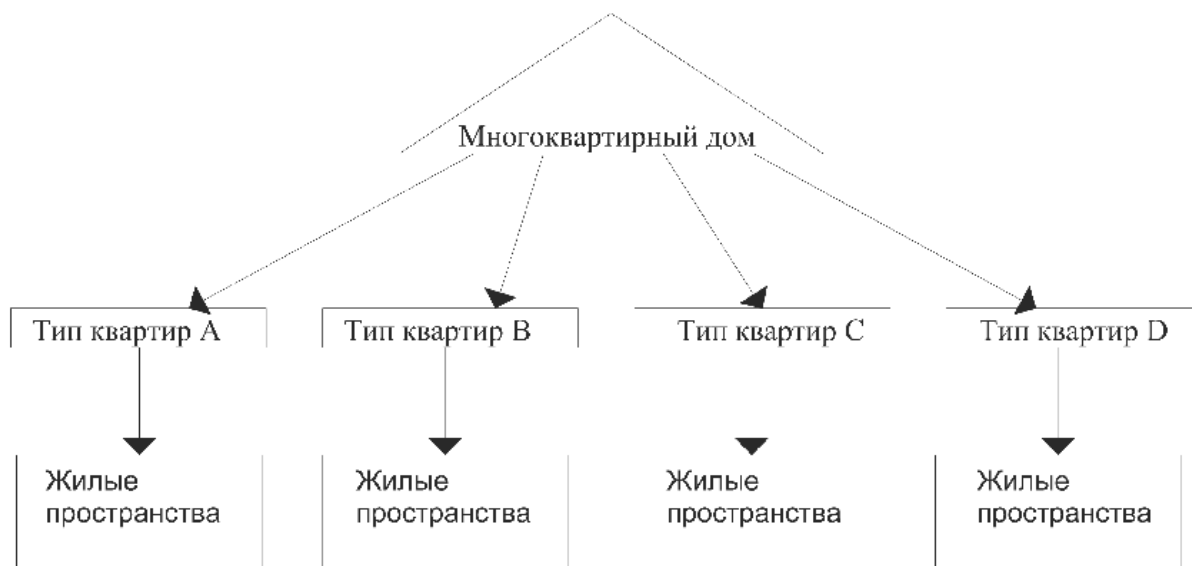 Многоквартирный дом
Тип квартир A
Тип квартир B
Тип квартир C
Тип квартир D
Жилые
пространства
Жилые
пространства
Жилые
пространства
Жилые
пространства